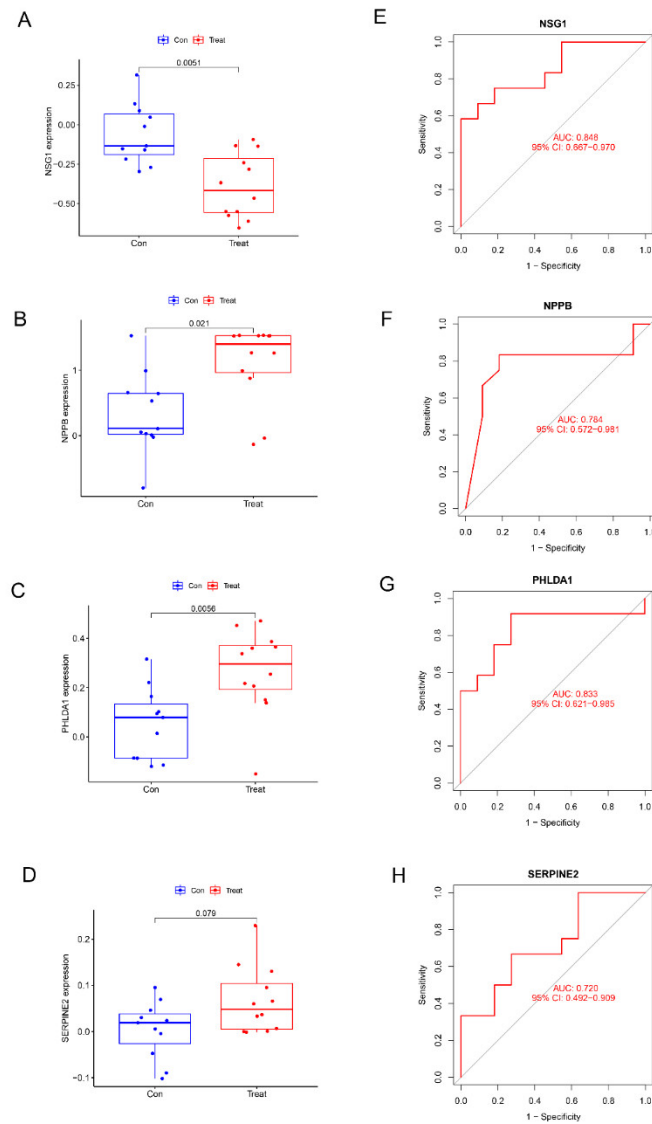 A
Con Treat
0.0051
NSG1 expression
0.25
0.00
−0.25
−0.50
Con Treat
E
NSG1
Sensitivity
1.0
0.8
0.6
0.4
0.2
0.0
AUC: 0.848
95% CI: 0.667−0.970
0.0 0.2 0.4 0.6 0.8 1.0
1 − Specificity
B
Con Treat
0.021
NPPB expression
1
0
Con Treat
F
NPPB
Sensitivity
1.0
0.8
0.6
0.4
0.2
0.0
AUC: 0.784
95% CI: 0.572−0.981
0.0 0.2 0.4 0.6 0.8 1.0
1 − Specificity
C
Con Treat
0.0056
PHLDA1 expression
0.4
0.2
0.0
Con Treat
G
PHLDA1
Sensitivity
1.0
0.8
0.6
0.4
0.2
0.0
AUC: 0.833
95% CI: 0.621−0.985
0.0 0.2 0.4 0.6 0.8 1.0
1 − Specificity
D
Con Treat
0.079
SERPINE2 expression
0.2
0.1
0.0
−0.1
Con Treat
H
SERPINE2
Sensitivity
1.0
0.8
0.6
0.4
0.2
0.0
AUC: 0.720
95% CI: 0.492−0.909
0.0 0.2 0.4 0.6 0.8 1.0
1 − Specificity